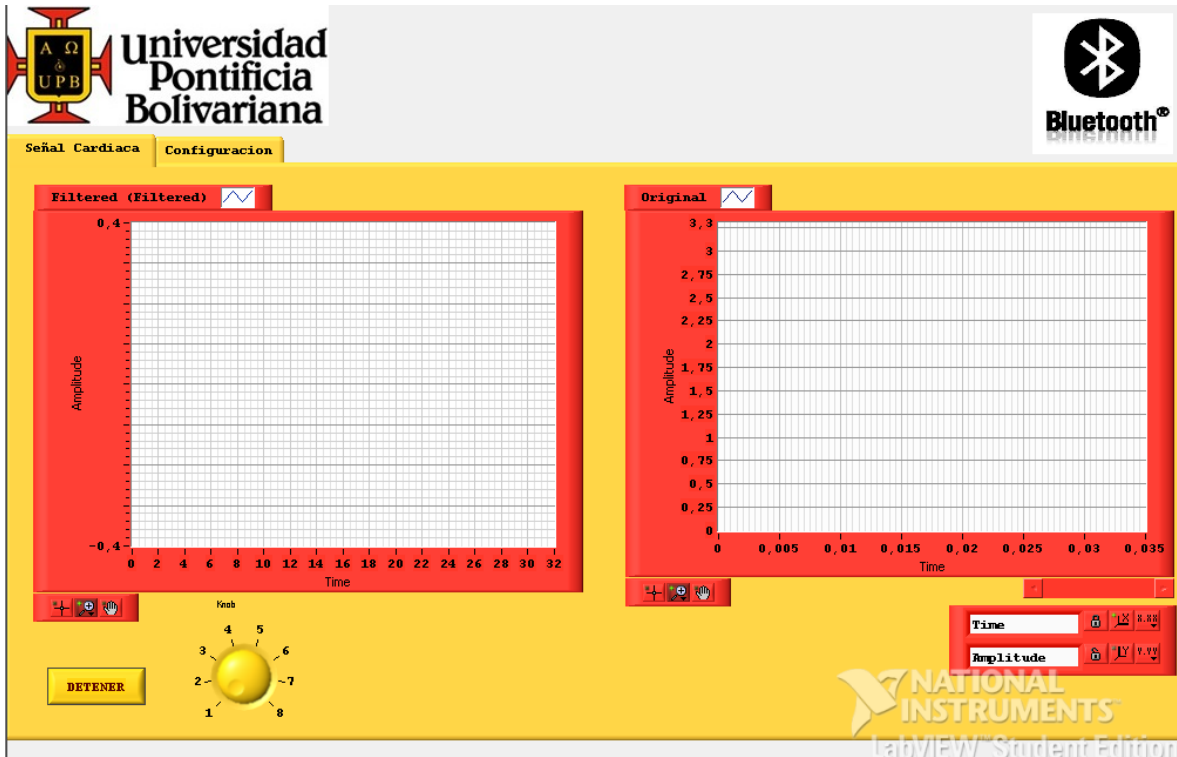 Α Ω
UPB
Universidad
Pontificia
Bolivariana
Bluetooth®
Señal Cardiaca
Configuracion
Filtered (Filtered)
0,4
-0,4
Amplitude
0 2 4 6 8 10 12 14 16 18 20 22 24 26 28 30 32
Time
Original
3,3
3
2,75
2,5
2,25
2
1,75
1,5
1,25
1
0,75
0,5
0,25
0
Amplitude
0 0,005 0,01 0,015 0,02 0,025 0,03 0,035
Time
Knob
1 2 3 4 5 6 7 8
DETENER
Time
X
X.XX
Amplitude
Y
Y.YY
NATIONAL
INSTRUMENTS
LabVIEW™ Student Edition